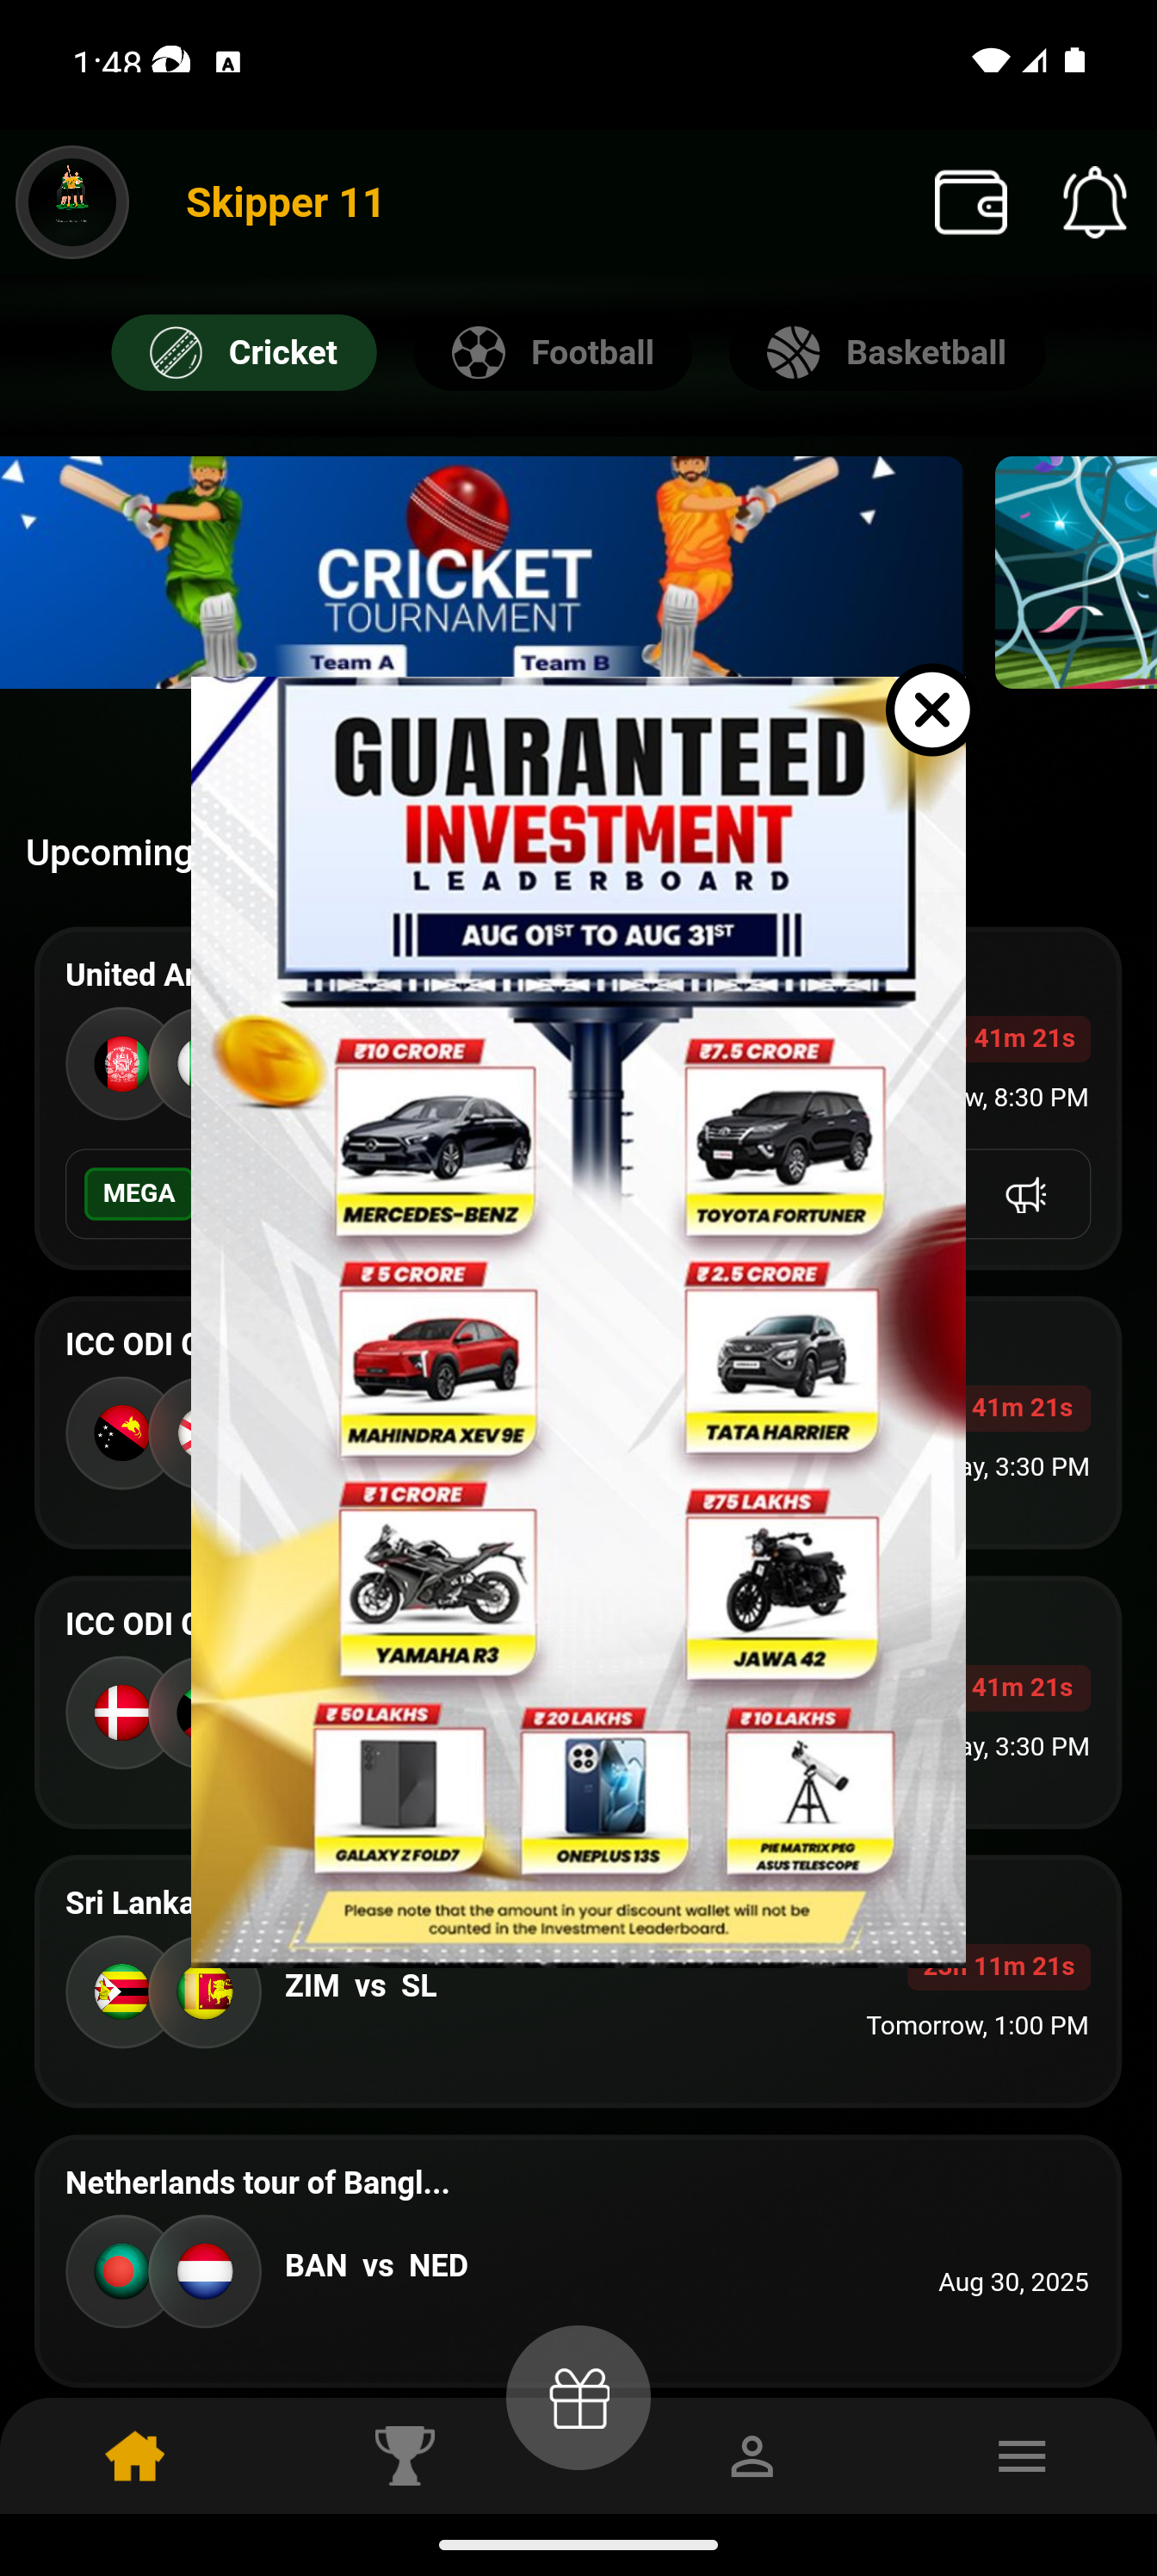 1:48
A
Skipper 11
Cricket
Football
Basketball
CRICKET
TOURNAMENT
Team A
Team B
GUARANTEED
INVESTMENT
LEADERBOARD
AUG 01ST TO AUG 31ST
Upcoming
United Ar
41m 21s
w, 8:30 PM
MEGA
₹10 CRORE
₹7.5 CRORE
MERCEDES-BENZ
TOYOTA FORTUNER
₹ 5 CRORE
₹ 2.5 CRORE
ICC ODI C
41m 21s
ay, 3:30 PM
MAHINDRA XEV 9E
TATA HARRIER
₹ 1 CRORE
₹75 LAKHS
YAMAHA R3
JAWA 42
ICC ODI C
41m 21s
ay, 3:30 PM
₹ 50 LAKHS
₹ 20 LAKHS
₹ 10 LAKHS
GALAXY Z FOLD7
ONEPLUS 13S
PIE MATRIX PEG
ASUS TELESCOPE
Please note that the amount in your discount wallet will not be
counted in the Investment Leaderboard.
Sri Lanka
ZIM vs SL
23h 11m 21s
Tomorrow, 1:00 PM
Netherlands tour of Bangl...
BAN vs NED
Aug 30, 2025